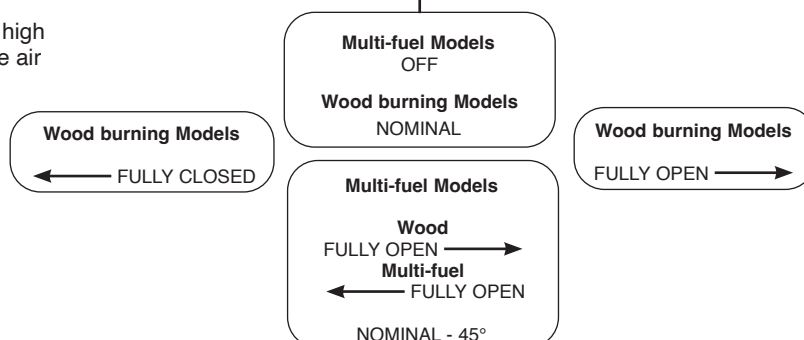 high
e air
Multi-fuel Models
OFF
Wood burning Models
NOMINAL
Wood burning Models
FULLY CLOSED
Wood burning Models
FULLY OPEN
Multi-fuel Models
Wood
FULLY OPEN
Multi-fuel
FULLY OPEN
NOMINAL - 45°